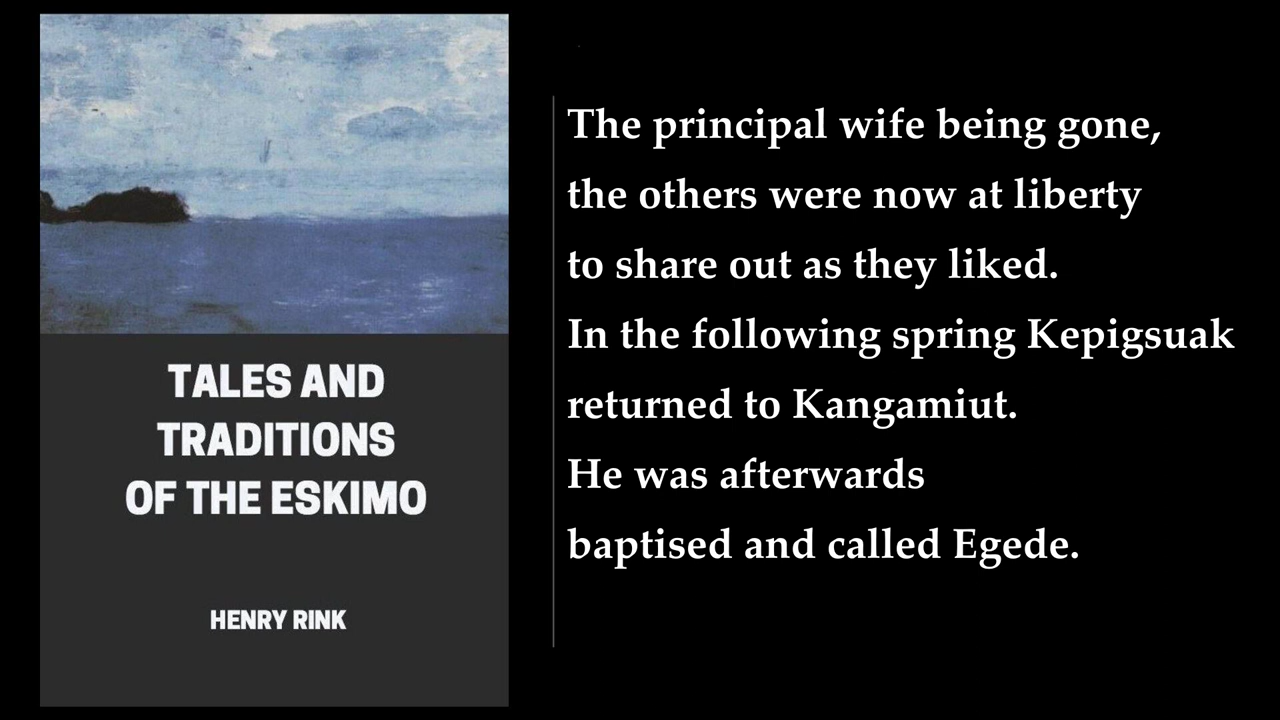 TALES AND
TRADITIONS
OF THE ESKIMO
HENRY RINK
The principal wife being gone,
the others were now at liberty
to share out as they liked.
In the following spring Kepigsuak
returned to Kangamiut.
He was afterwards
baptised and called Egede.